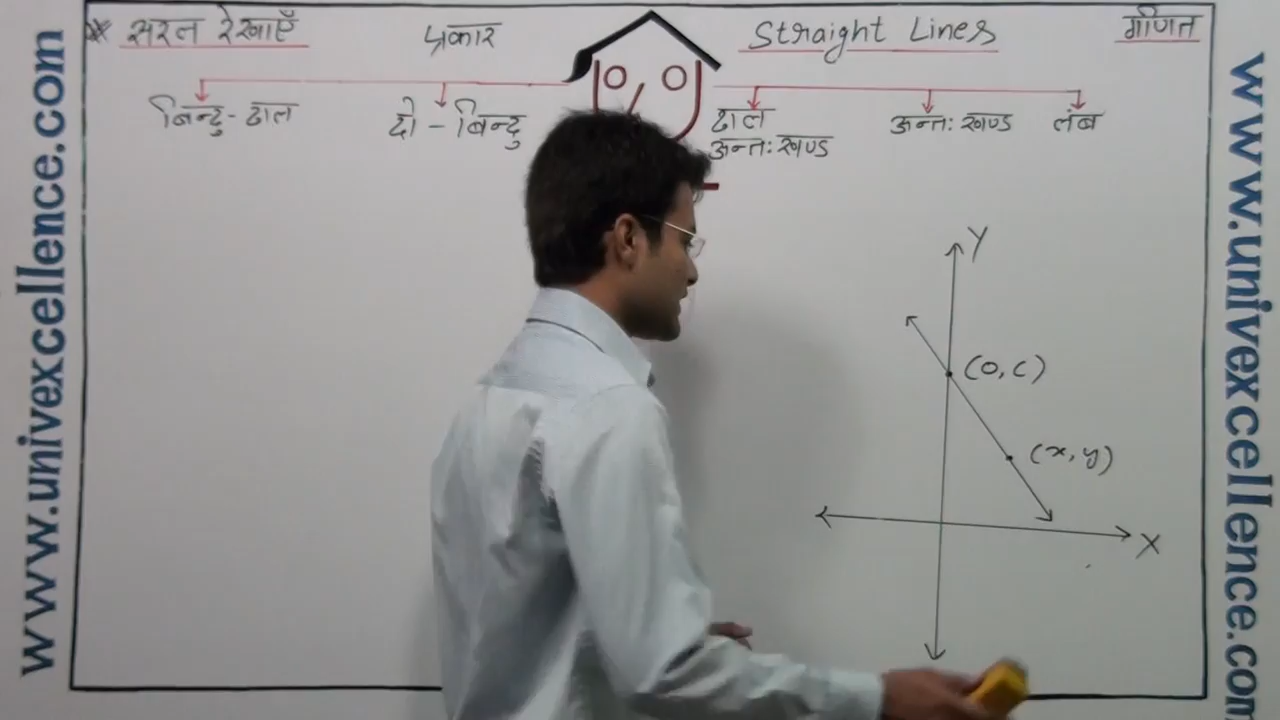 * सरल रेखाएँ प्रकार Straight Lines गणित
बिन्दु - ढाल दो - बिन्दु ढाल अन्तः खण्ड लंब
अन्तः खण्ड
Y
(0, c)
(x, y)
X
www.univexcellence.com
www.univexcellence.com